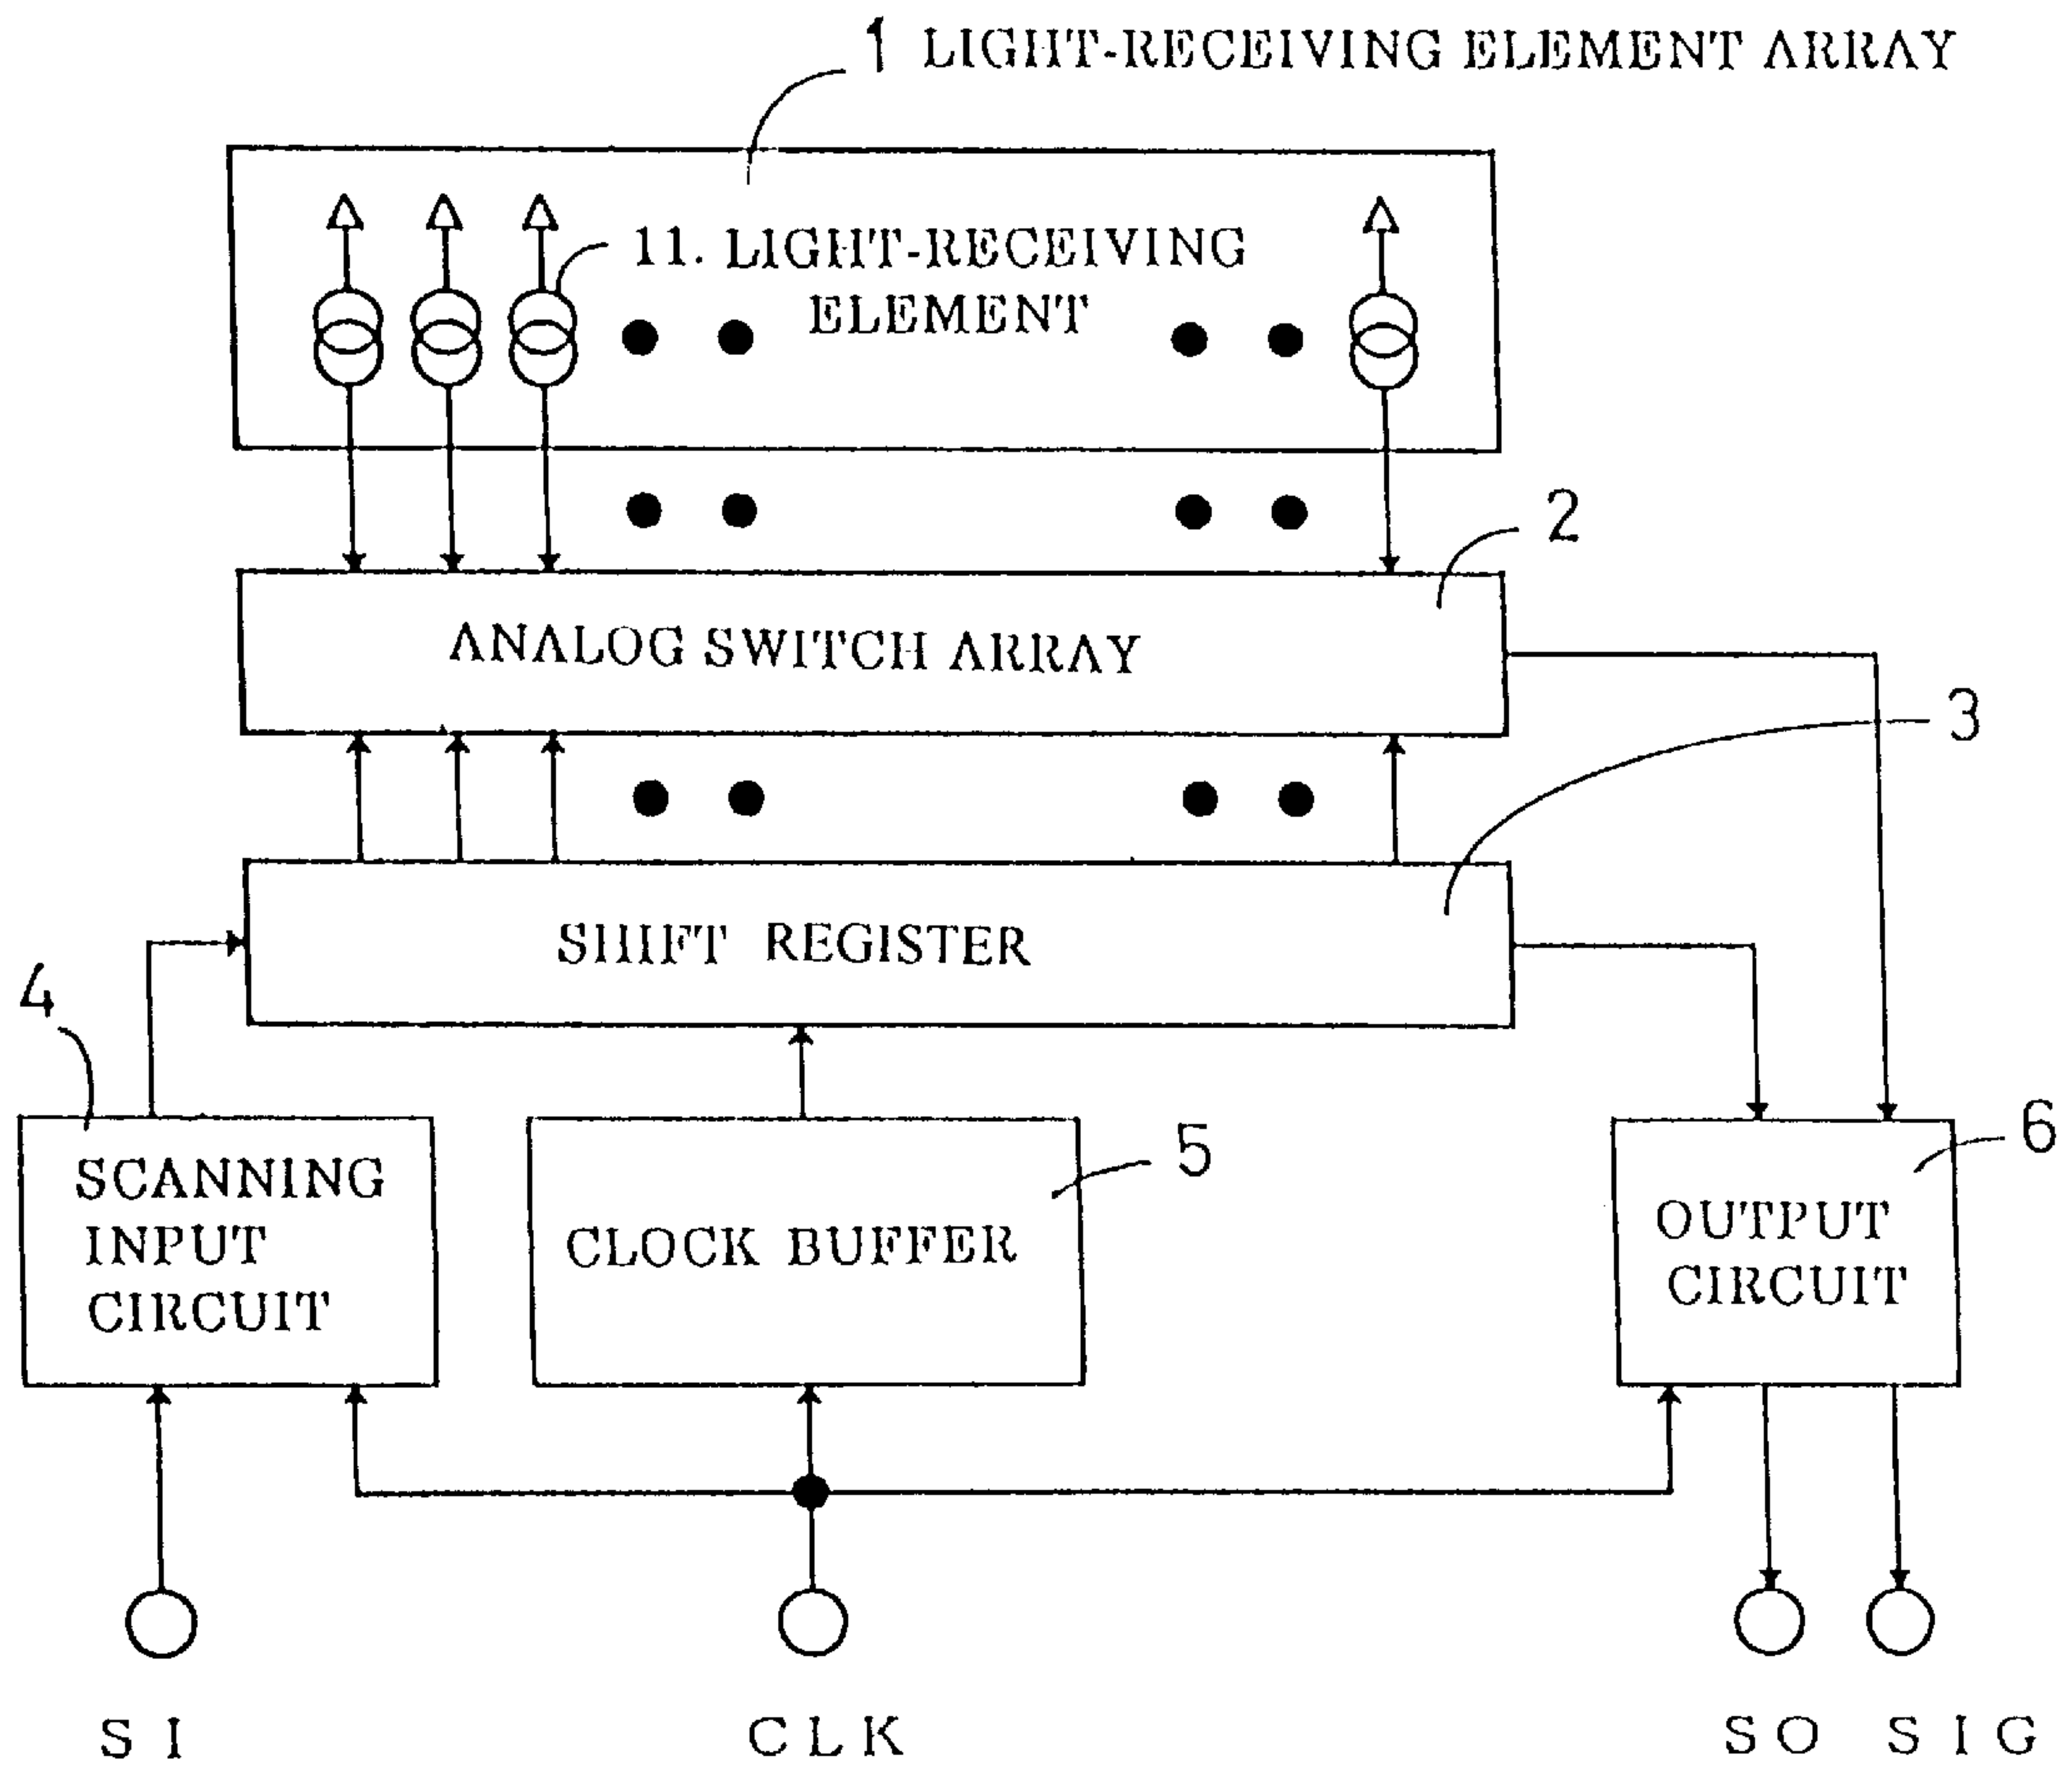 1 LIGHT-RECEIVING ELEMENT ARRAY
11. LIGHT-RECEIVING
ELEMENT
2
ANALOG SWITCH ARRAY
3
SHIFT REGISTER
4
SCANNING
INPUT
CIRCUIT
5
CLOCK BUFFER
6
OUTPUT
CIRCUIT
SI
CLK
SO
SIG